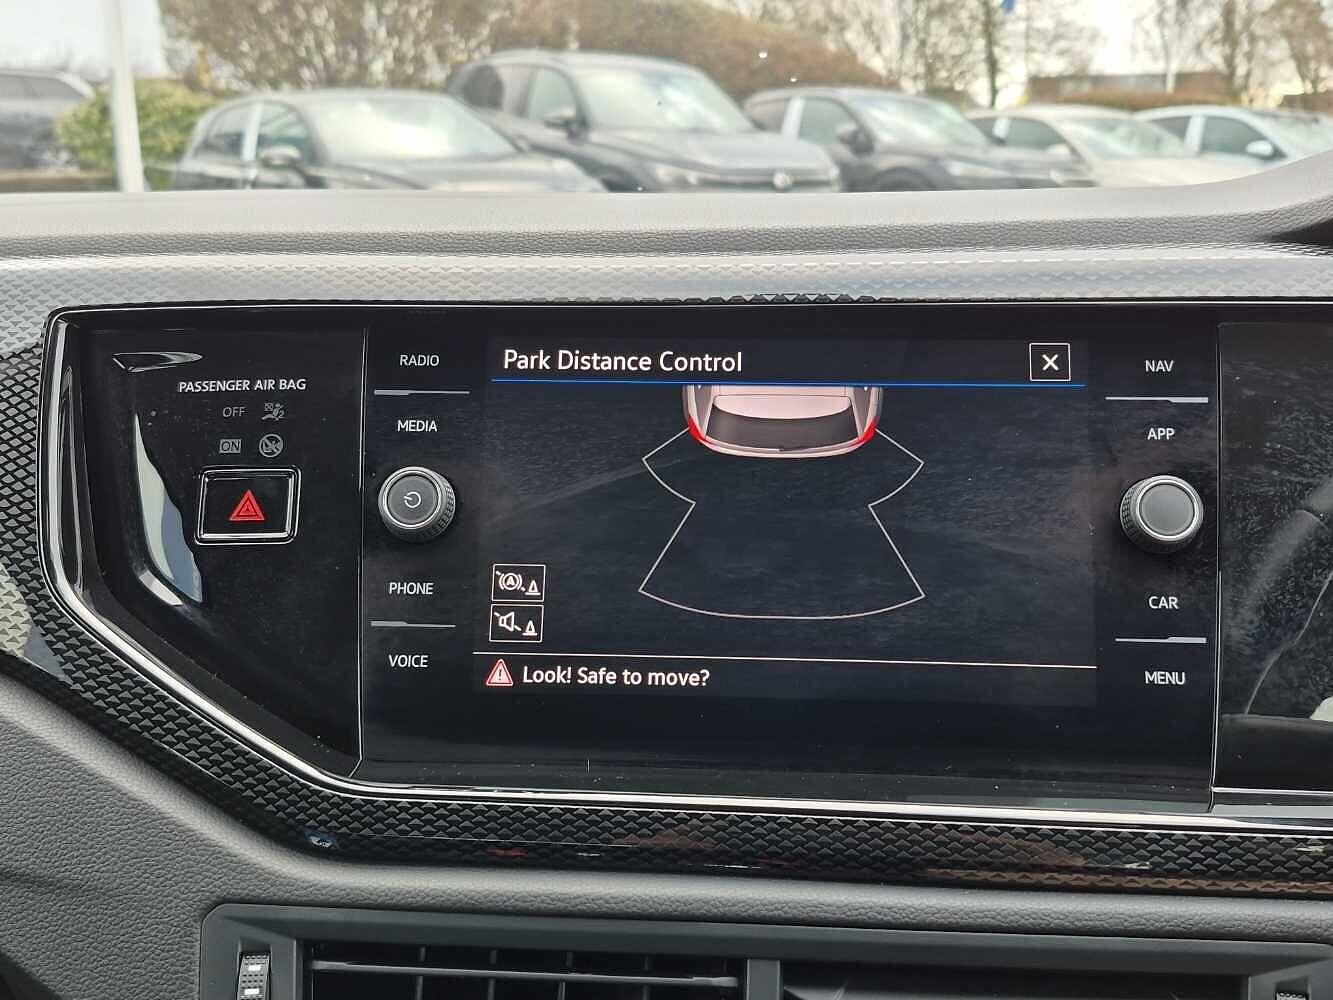 PASSENGER AIR BAG
OFF
2
ON
RADIO
MEDIA
PHONE
VOICE
Park Distance Control
A
Look! Safe to move?
NAV
APP
CAR
MENU